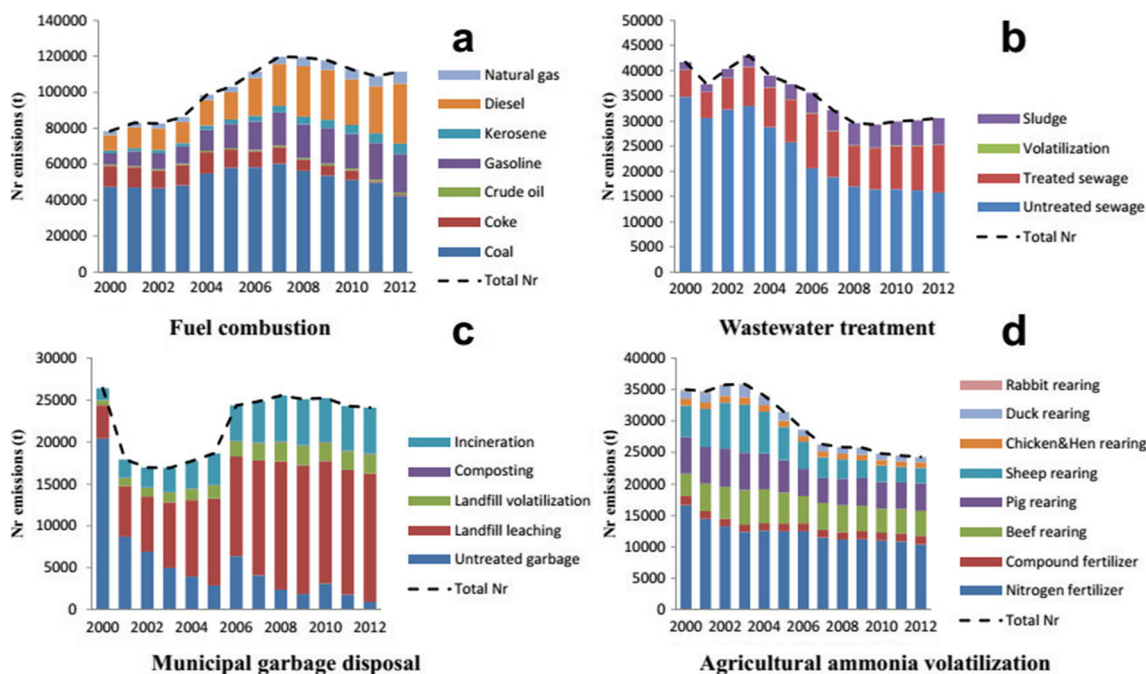 a
Nr emissions (t)
140000
120000
100000
80000
60000
40000
20000
0
2000 2002 2004 2006 2008 2010 2012
Natural gas
Diesel
Kerosene
Gasoline
Crude oil
Coke
Coal
Total Nr
Fuel combustion
b
Nr emissions (t)
50000
45000
40000
35000
30000
25000
20000
15000
10000
5000
0
2000 2002 2004 2006 2008 2010 2012
Sludge
Volatilization
Treated sewage
Untreated sewage
Total Nr
Wastewater treatment
c
Nr emissions (t)
30000
25000
20000
15000
10000
5000
0
2000 2002 2004 2006 2008 2010 2012
Incineration
Composting
Landfill volatilization
Landfill leaching
Untreated garbage
Total Nr
Municipal garbage disposal
d
Nr emissions (t)
40000
35000
30000
25000
20000
15000
10000
5000
0
2000 2002 2004 2006 2008 2010 2012
Rabbit rearing
Duck rearing
Chicken&Hen rearing
Sheep rearing
Pig rearing
Beef rearing
Compound fertilizer
Nitrogen fertilizer
Total Nr
Agricultural ammonia volatilization